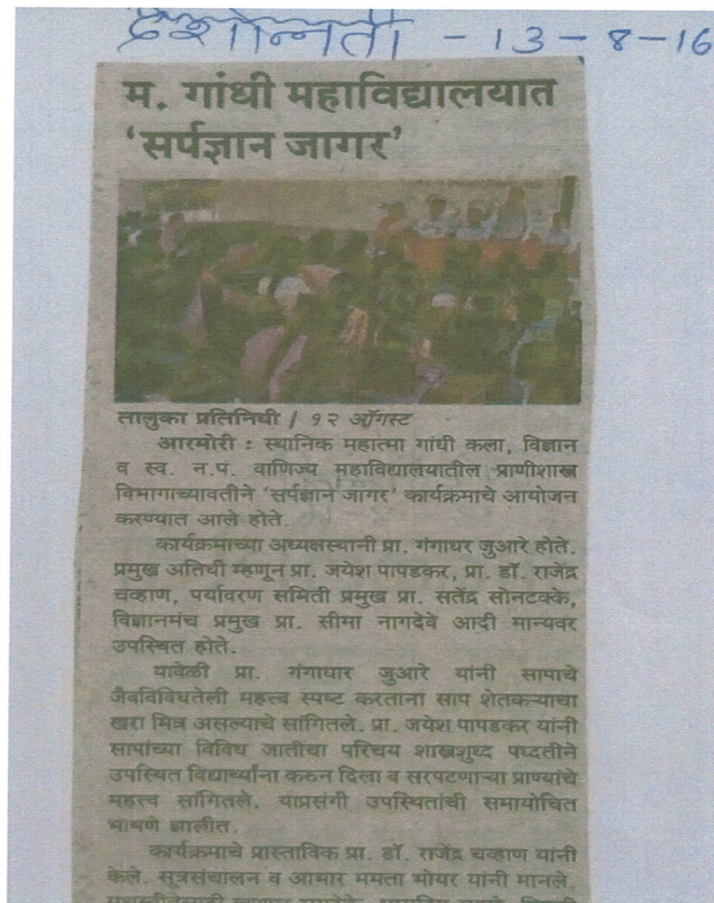 देशोन्नती - 13-8-16
म. गांधी महाविद्यालयात
'सर्पज्ञान जागर'
तालुका प्रतिनिधी / १२ ऑगस्ट
आरमोरी : स्थानिक महात्मा गांधी कला, विज्ञान
व स्व. न.पं. वाणिज्य महाविद्यालयातील प्राणीशास्त्र
विभागाच्यावतीने 'सर्पज्ञान जागर' कार्यक्रमाचे आयोजन
करण्यात आले होते.
कार्यक्रमाच्या अध्यक्षस्थानी प्रा. गंगाधर जुआरे होते.
प्रमुख अतिथी म्हणून प्रा. जयेश पापडकर, प्रा. डॉ. राजेंद्र
चव्हाण, पर्यावरण समिती प्रमुख प्रा. सतेंद्र सोनटक्के,
विज्ञानमंच प्रमुख प्रा. सीमा नागदेवे आदी मान्यवर
उपस्थित होते.
यावेळी प्रा. गंगाधार जुआरे यांनी सापाचे
जैवविविधतेली महत्त्व स्पष्ट करताना साप शेतकऱ्याचा
खरा मित्र असल्याचे सांगितले. प्रा. जयेश पापडकर यांनी
सापांच्या विविध जातींचा परिचय शास्त्रशुध्द पध्दतीने
उपस्थित विद्यार्थ्यांना करुन दिला व सरपटणाऱ्या प्राण्यांचे
महत्त्व सांगितले. याप्रसंगी उपस्थितांची समायोचित
भाषणे झालीत.
कार्यक्रमाचे प्रास्ताविक प्रा. डॉ. राजेंद्र चव्हाण यांनी
केले. सूत्रसंचालन व आभार ममता भोयर यांनी मानले.